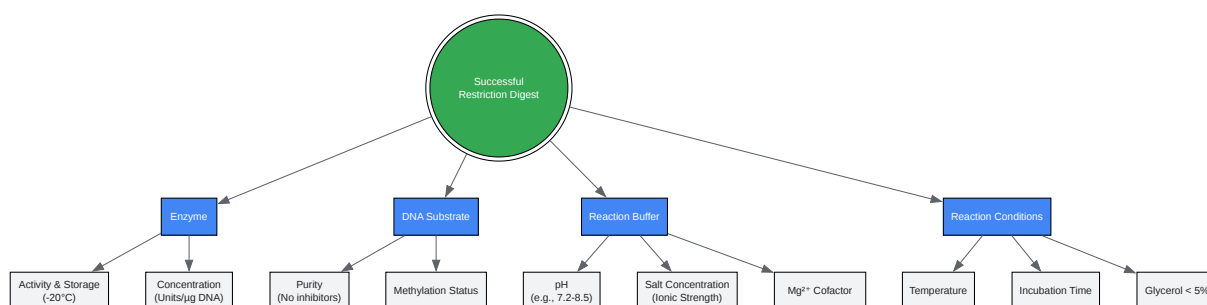 Successful
Restriction Digest
Enzyme
DNA Substrate
Reaction Buffer
Reaction Conditions
Activity & Storage
(-20°C)
Concentration
(Units/µg DNA)
Purity
(No inhibitors)
Methylation Status
pH
(e.g., 7.2-8.5)
Salt Concentration
(Ionic Strength)
Mg²⁺ Cofactor
Temperature
Incubation Time
Glycerol < 5%